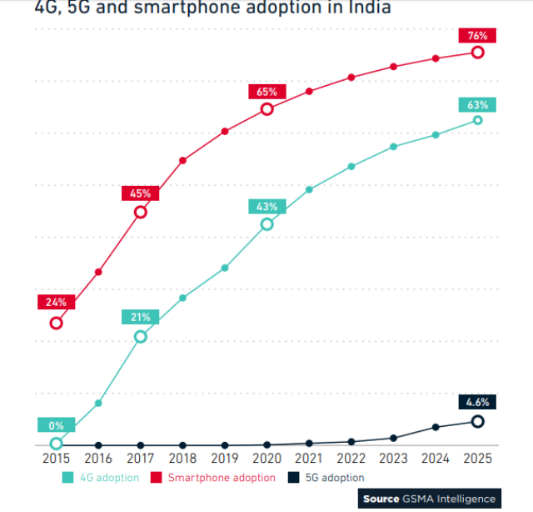 4G, 5G and smartphone adoption in India
76%
65%
63%
45%
43%
24%
21%
4.6%
0%
2015 2016 2017 2018 2019 2020 2021 2022 2023 2024 2025
4G adoption Smartphone adoption 5G adoption
Source GSMA Intelligence